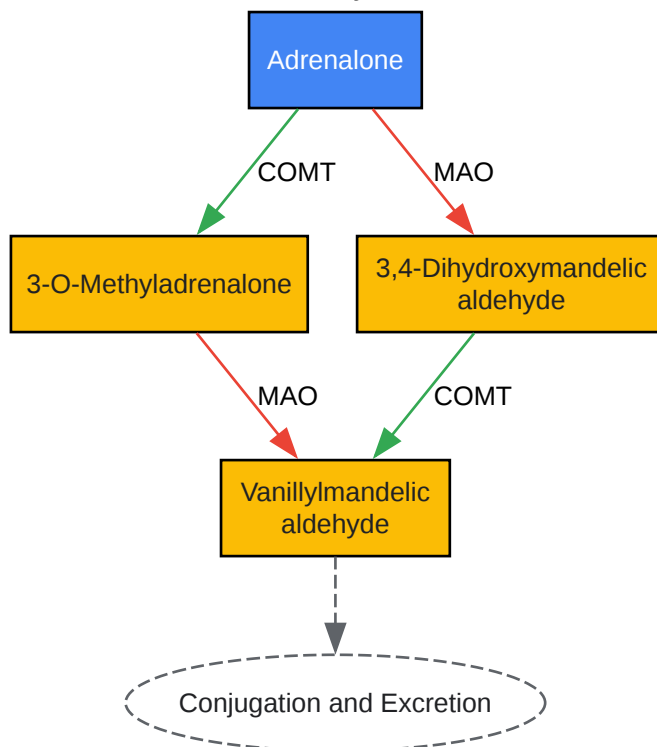 Adrenalone
COMT
MAO
3-O-Methyladrenalone
3,4-Dihydroxymandelic
aldehyde
MAO
COMT
Vanillylmandelic
aldehyde
Conjugation and Excretion